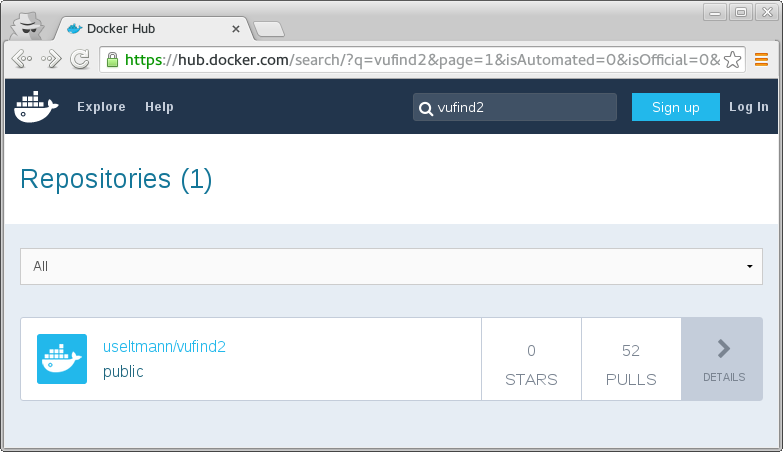 Docker Hub
https://hub.docker.com/search/?q=vufind2&page=1&isAutomated=0&isOfficial=0&
Explore Help vufind2 Sign up Log In
Repositories (1)
All
useltmann/vufind2
public
0
STARS
52
PULLS
DETAILS